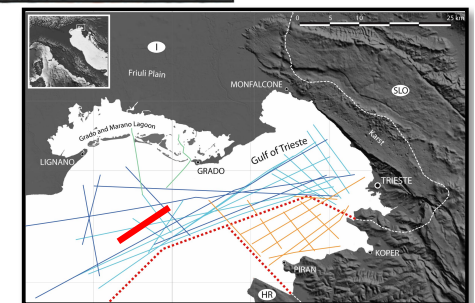 0 5 10 25 km
I
Friuli Plain
MONFALCONE
SLO
Grado and Marano Lagoon
Karst
LIGNANO
GRADO
Gulf of Trieste
TRIESTE
KOPER
PIRAN
HR